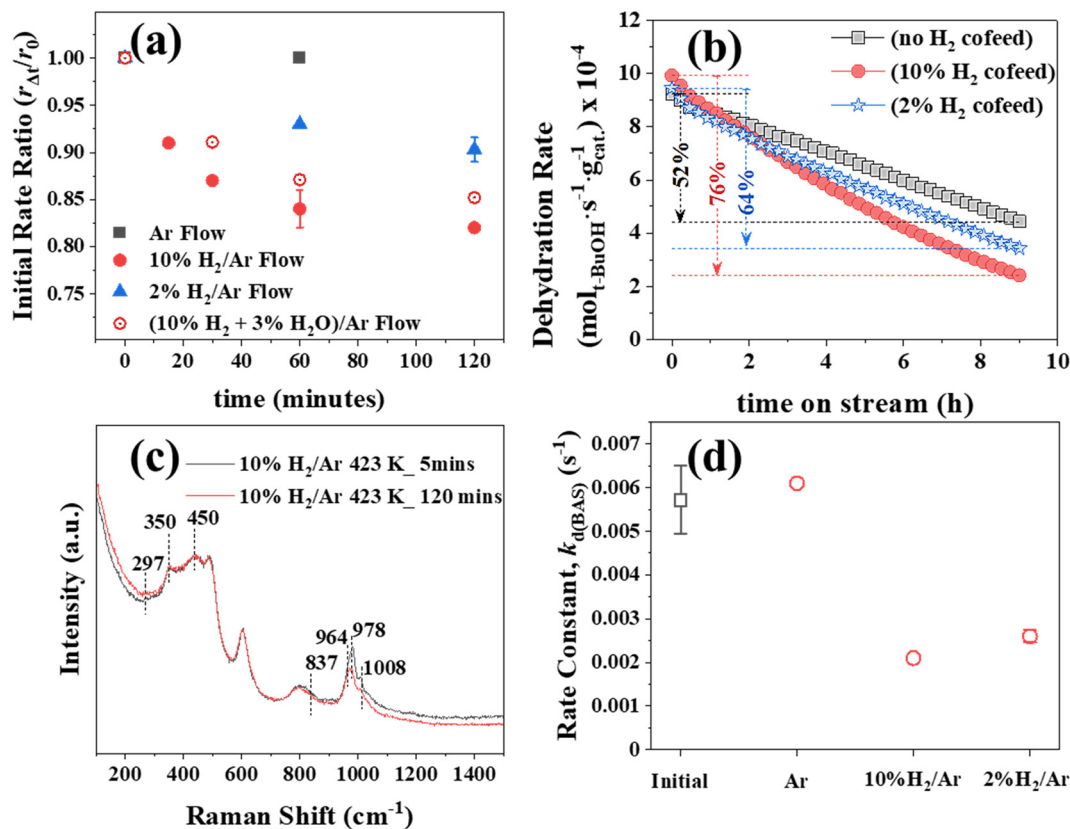 (a)
Initial Rate Ratio (r_Δt/r_0)
1.00
0.95
0.90
0.85
0.80
0.75
Ar Flow
10% H₂/Ar Flow
2% H₂/Ar Flow
(10% H₂ + 3% H₂O)/Ar Flow
0 20 40 60 80 100 120
time (minutes)
(b)
Dehydration Rate
(mol_t-BuOH·s⁻¹·g⁻¹_cat.) x 10⁻⁴
12
10
8
6
4
2
0
(no H₂ cofeed)
(10% H₂ cofeed)
(2% H₂ cofeed)
52%
76%
64%
0 2 4 6 8 10
time on stream (h)
(c)
Intensity (a.u.)
10% H₂/Ar 423 K_ 5mins
10% H₂/Ar 423 K_ 120 mins
297
350
450
837
964
978
1008
200 400 600 800 1000 1200 1400
Raman Shift (cm⁻¹)
(d)
Rate Constant, k_d(BAS) (s⁻¹)
0.007
0.006
0.005
0.004
0.003
0.002
0.001
0
Initial Ar 10%H₂/Ar 2%H₂/Ar